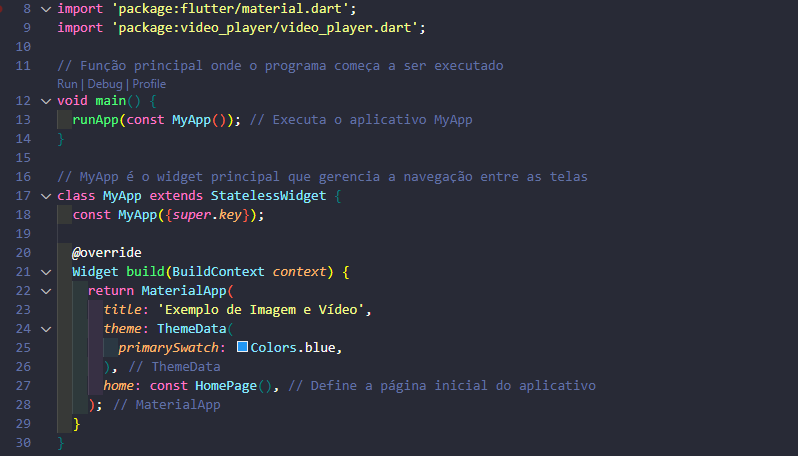 8 import 'package:flutter/material.dart';
9 import 'package:video_player/video_player.dart';
10
11 // Função principal onde o programa começa a ser executado
Run | Debug | Profile
12 void main() {
13 runApp(const MyApp()); // Executa o aplicativo MyApp
14 }
15
16 // MyApp é o widget principal que gerencia a navegação entre as telas
17 class MyApp extends StatelessWidget {
18 const MyApp({super.key});
19
20 @override
21 Widget build(BuildContext context) {
22 return MaterialApp(
23 title: 'Exemplo de Imagem e Vídeo',
24 theme: ThemeData(
25 primarySwatch: Colors.blue,
26 ), // ThemeData
27 home: const HomePage(), // Define a página inicial do aplicativo
28 ); // MaterialApp
29 }
30 }